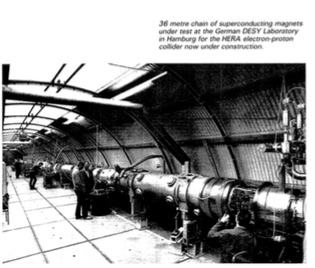 36 metre chain of superconducting magnets
under test at the German DESY Laboratory
in Hamburg for the HERA electron-proton
collider now under construction.